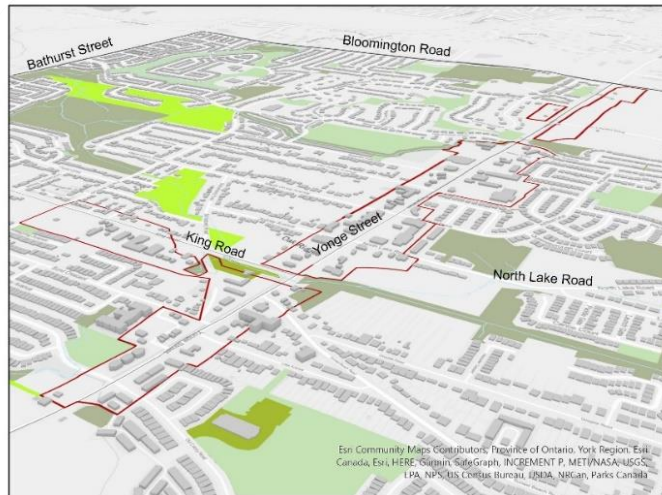 Bloomington Road
Bathurst Street
Yonge Street
King Road
North Lake Road
Esri Community Maps Contributors, Province of Ontario, York Region, Esri
Canada, Esri, HERE, Garmin, SafeGraph, INCREMENT P, METI/NASA, USGS,
EPA, NPS, US Census Bureau, USDA, NRCan, Parks Canada